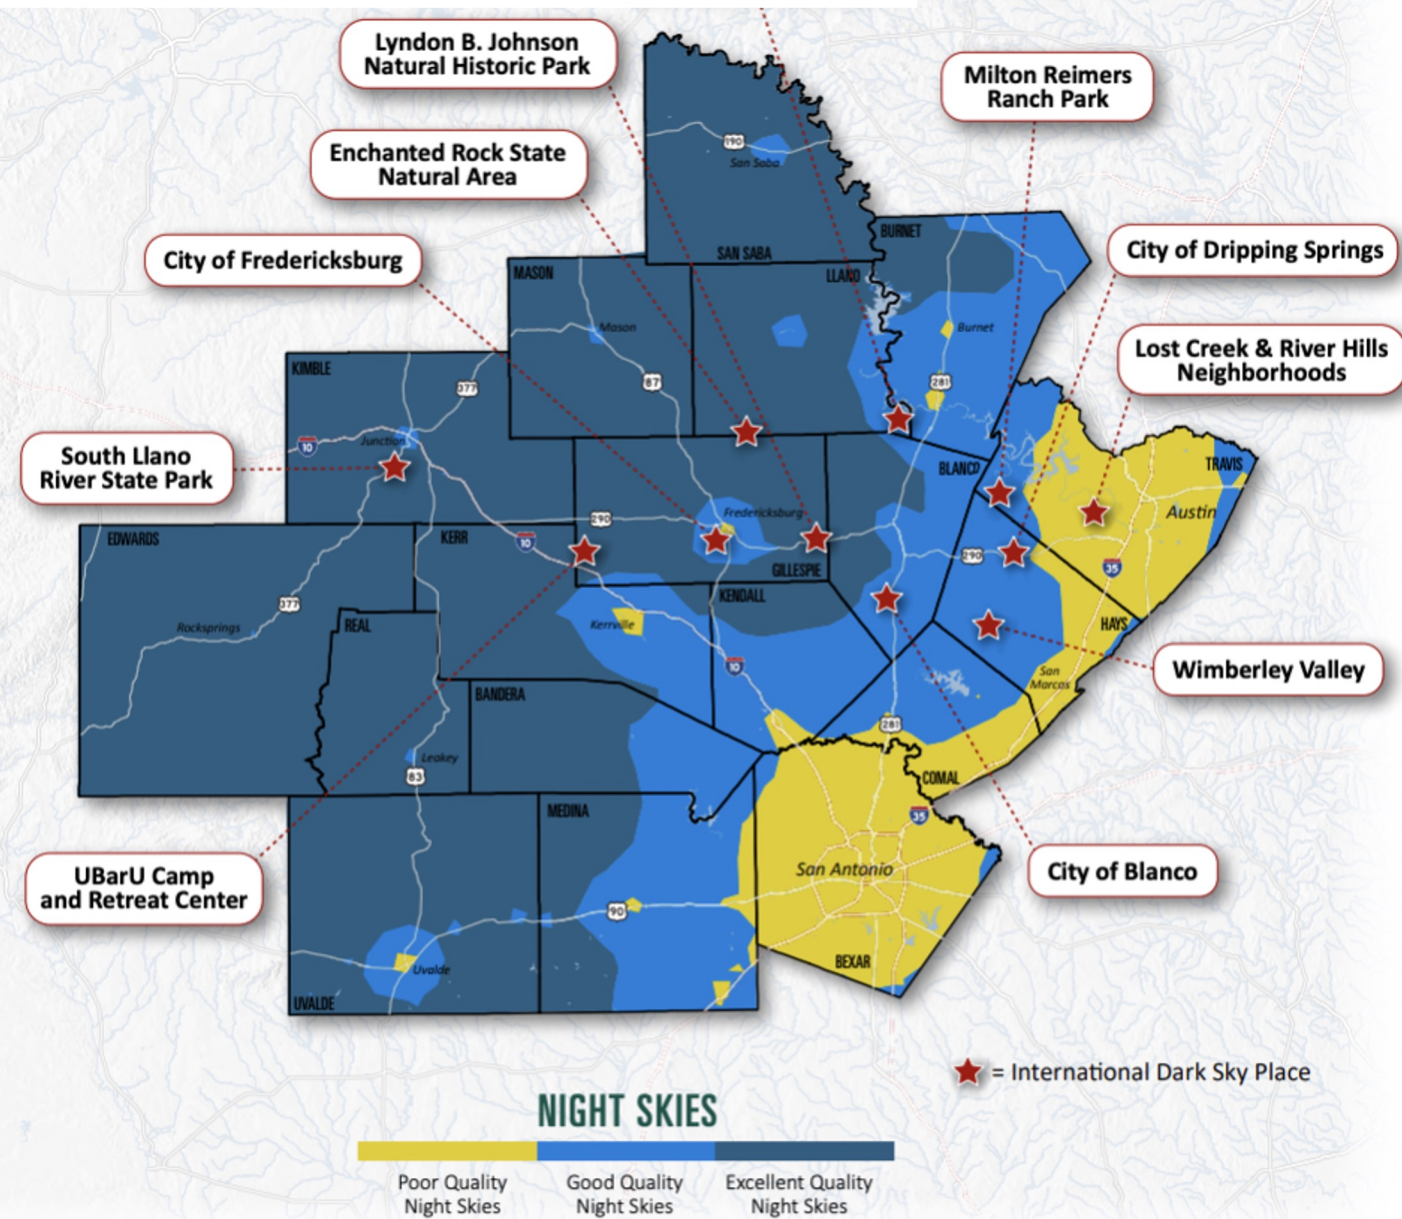 Lyndon B. Johnson
Natural Historic Park
Milton Reimers
Ranch Park
Enchanted Rock State
Natural Area
City of Fredericksburg
City of Dripping Springs
Lost Creek & River Hills
Neighborhoods
South Llano
River State Park
Wimberley Valley
UBarU Camp
and Retreat Center
City of Blanco
190
San Saba
SAN SABA
BURNET
MASON
LLANO
Mason
Burnet
KIMBLE
377
87
281
10
Junction
BLANCO
TRAVIS
Austin
EDWARDS
KERR
10
290
Fredericksburg
GILLESPIE
290
35
377
Rocksprings
REAL
KENDALL
Kerrville
HAYS
10
San
Marcos
BANDERA
281
Leakey
83
COMAL
MEDINA
35
San Antonio
90
BEXAR
Uvalde
UVALDE
= International Dark Sky Place
NIGHT SKIES
Poor Quality
Night Skies
Good Quality
Night Skies
Excellent Quality
Night Skies